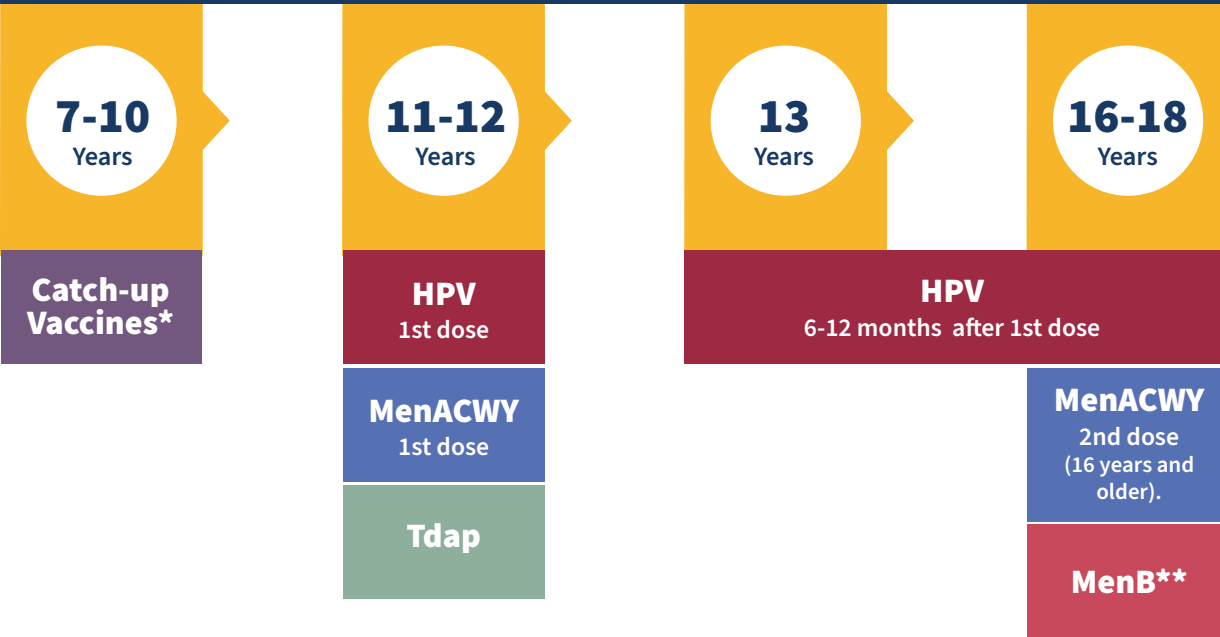 7-10
Years
11-12
Years
13
Years
16-18
Years
Catch-up
Vaccines*
HPV
1st dose
HPV
6-12 months after 1st dose
MenACWY
1st dose
MenACWY
2nd dose
(16 years and
older).
Tdap
MenB**